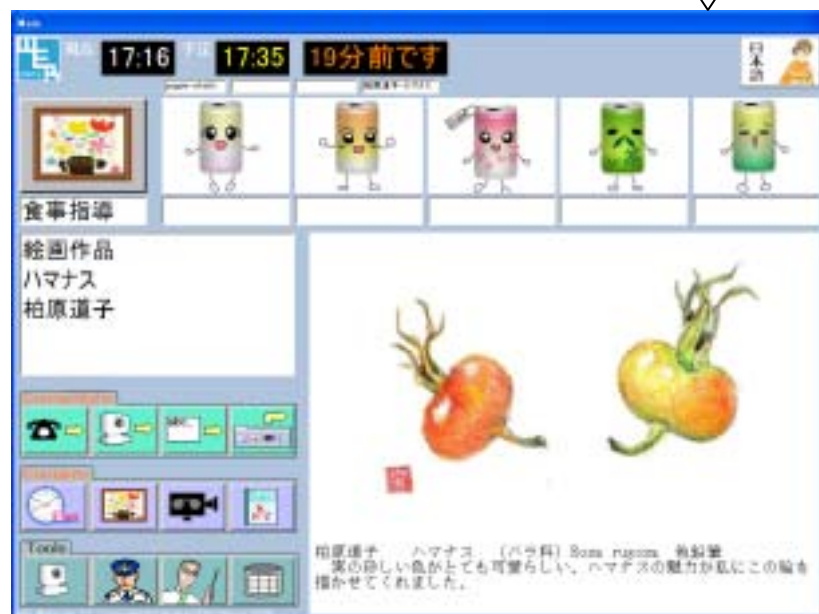 Main
17:16
17:35
19分前です
日本語
食事指導
絵画作品
ハマナス
柏原道子
Tools
柏原道子 ハマナス (バラ科) Rosa rugosa 色鉛筆
実の珍しい色がとても可愛らしい。ハマナスの魅力が私にこの絵を
描かせてくれました。